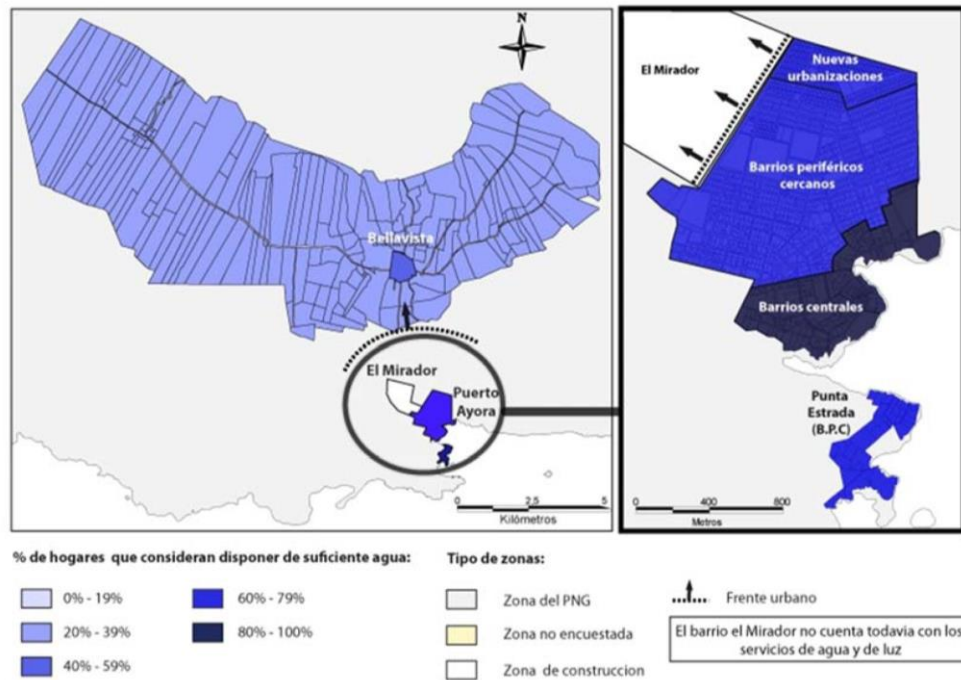 N
Bellavista
El Mirador
Puerto
Ayora
0
2,5
5
Kilómetros
El Mirador
Nuevas
urbanizaciones
Barrios periféricos
cercanos
Barrios centrales
Punta
Estrada
(B.P.C)
0
400
800
Metros
% de hogares que consideran disponer de suficiente agua:
0% - 19%
20% - 39%
40% - 59%
60% - 79%
80% - 100%
Tipo de zonas:
Zona del PNG
Zona no encuestada
Zona de construccion
Frente urbano
El barrio el Mirador no cuenta todavia con los
servicios de agua y de luz